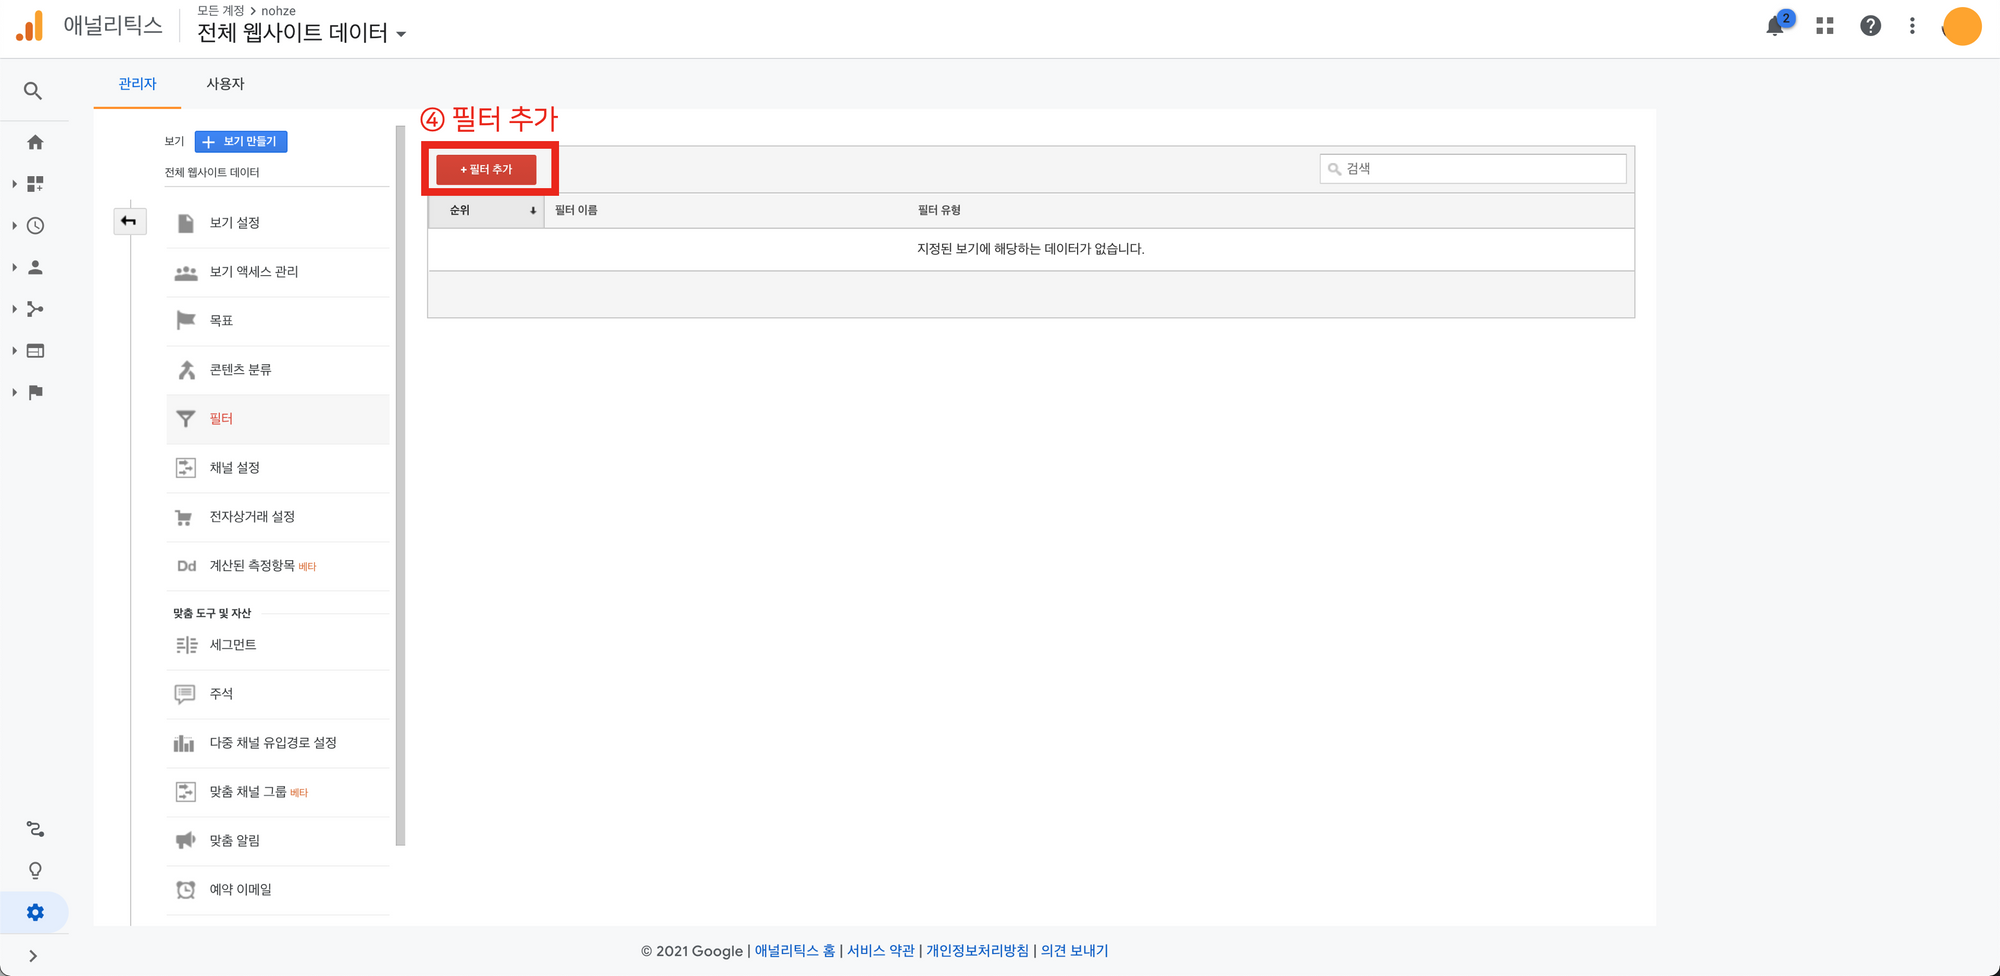 애널리틱스
모든 계정 > nohze
전체 웹사이트 데이터
2
관리자
사용자
보기
보기 만들기
전체 웹사이트 데이터
보기 설정
보기 액세스 관리
목표
콘텐츠 분류
필터
채널 설정
전자상거래 설정
Dd 계산된 측정항목 베타
맞춤 도구 및 자산
세그먼트
주석
다중 채널 유입경로 설정
맞춤 채널 그룹 베타
맞춤 알림
예약 이메일
④ 필터 추가
+ 필터 추가
검색
순위
필터 이름
필터 유형
지정된 보기에 해당하는 데이터가 없습니다.
© 2021 Google | 애널리틱스 홈 | 서비스 약관 | 개인정보처리방침 | 의견 보내기